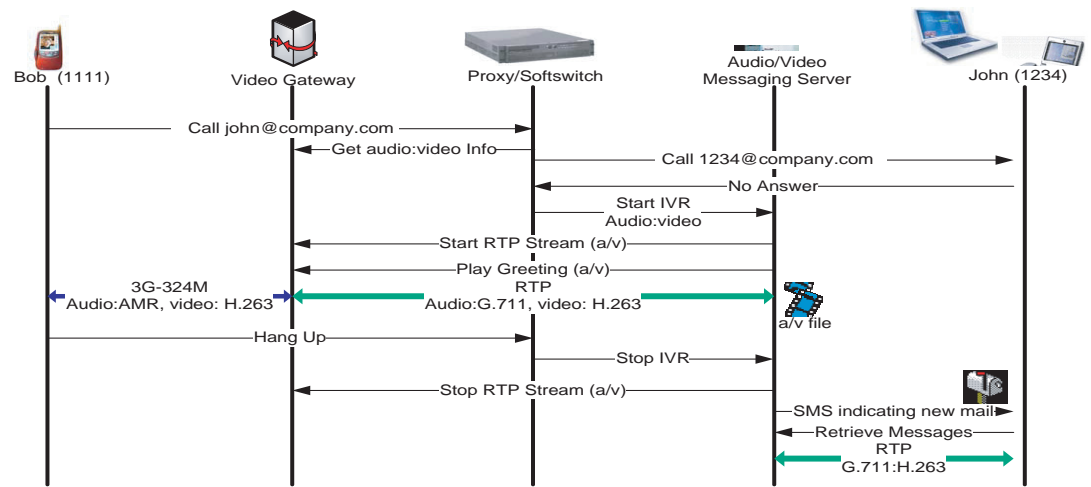 Bob (1111)
Video Gateway
Proxy/Softswitch
Audio/Video
Messaging Server
John (1234)
Call john@company.com
Get audio:video Info
Call 1234@company.com
No Answer
Start IVR
Audio:video
Start RTP Stream (a/v)
Play Greeting (a/v)
3G-324M
Audio:AMR, video: H.263
RTP
Audio:G.711, video: H.263
a/v file
Hang Up
Stop IVR
Stop RTP Stream (a/v)
SMS indicating new mail
Retrieve Messages
RTP
G.711:H.263